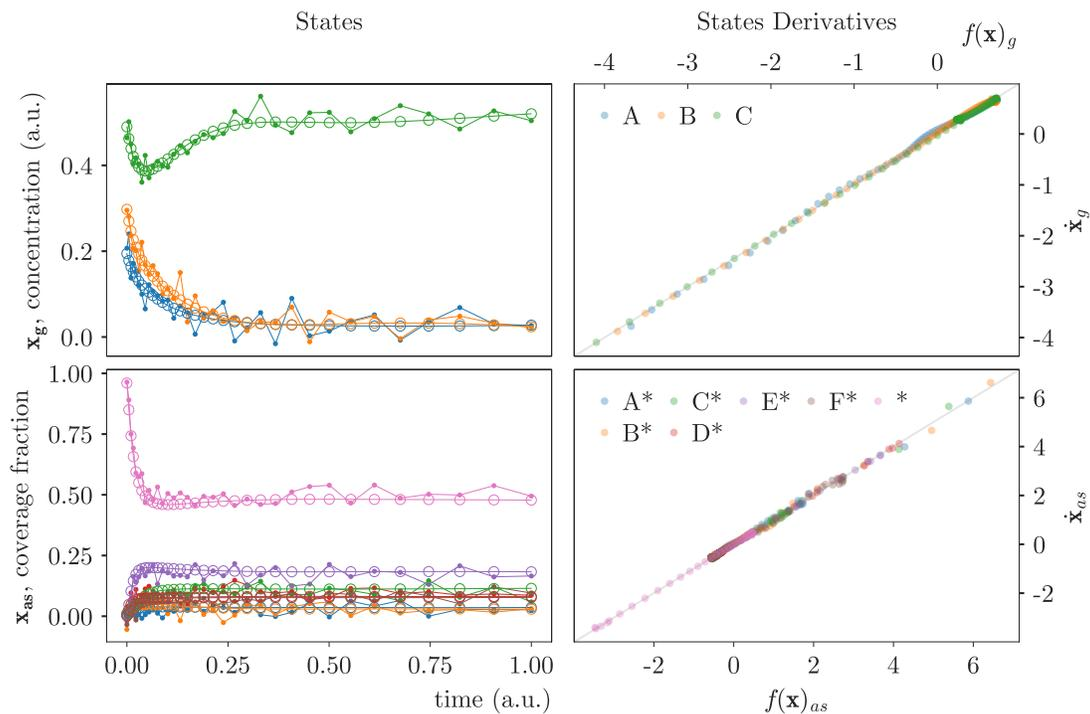 States
States Derivatives
f(x)_g
-4 -3 -2 -1 0
x_g, concentration (a.u.)
0.4
0.2
0.0
A B C
0
-1
-2
-3
-4
ẋ_g
x_as, coverage fraction
1.00
0.75
0.50
0.25
0.00
A* C* E* F* *
B* D*
6
4
2
0
-2
ẋ_as
0.00 0.25 0.50 0.75 1.00
time (a.u.)
-2 0 2 4 6
f(x)_as